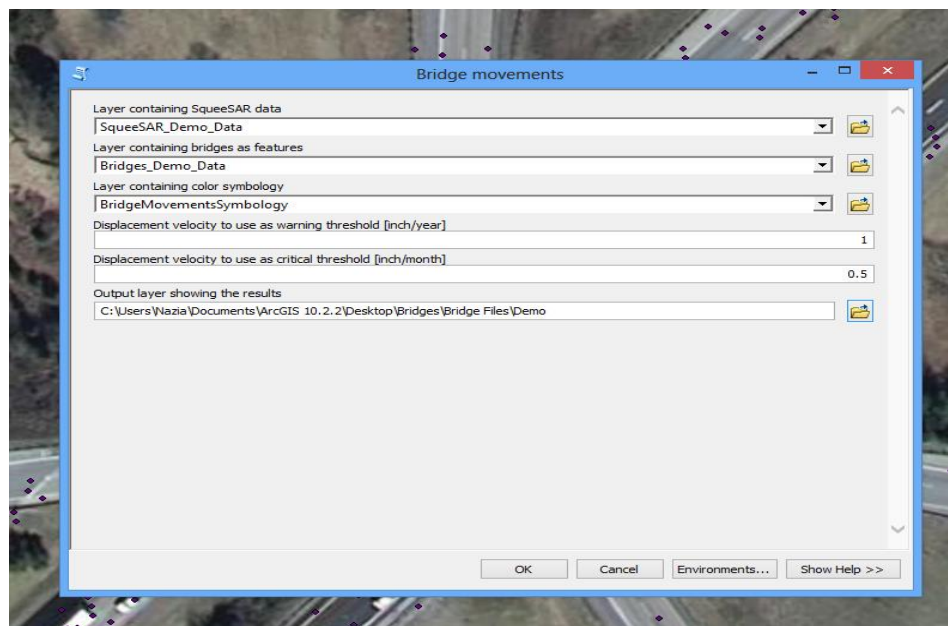 Bridge movements
Layer containing SqueeSAR data
SqueeSAR_Demo_Data
Layer containing bridges as features
Bridges_Demo_Data
Layer containing color symbology
BridgeMovementsSymbology
Displacement velocity to use as warning threshold [inch/year]
1
Displacement velocity to use as critical threshold [inch/month]
0.5
Output layer showing the results
C:\Users\Nazia\Documents\ArcGIS 10.2.2\Desktop\Bridges\Bridge Files\Demo
OK Cancel Environments... Show Help >>